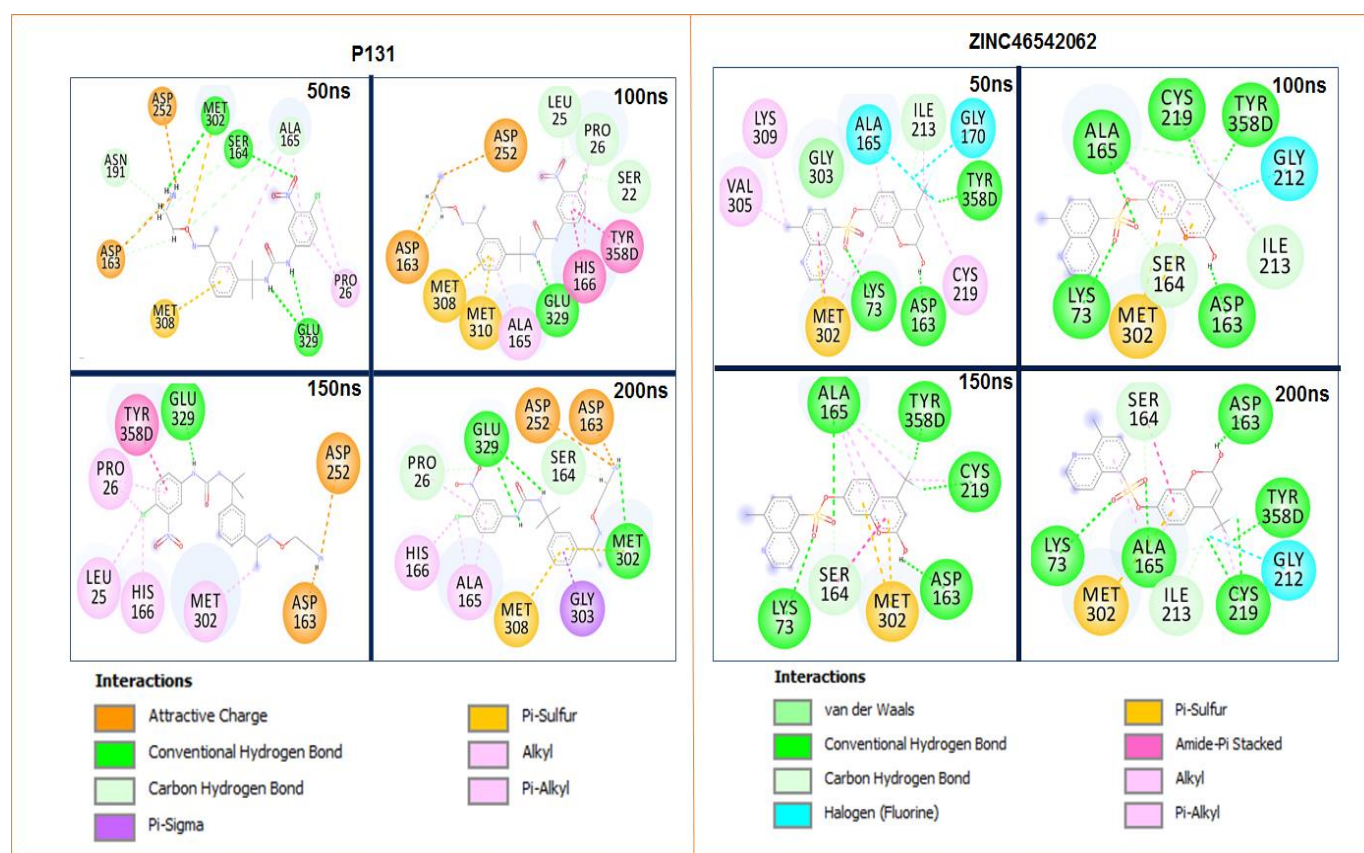 P131
50ns
ASP
252
MET
302
SER
164
ALA
165
ASN
191
ASP
163
MET
308
PRO
26
GLU
329
100ns
LEU
25
PRO
26
ASP
252
SER
22
ASP
163
TYR
358D
HIS
166
MET
308
MET
310
GLU
329
ALA
165
150ns
GLU
329
TYR
358D
PRO
26
ASP
252
LEU
25
HIS
166
MET
302
ASP
163
200ns
ASP
252
ASP
163
GLU
329
SER
164
PRO
26
MET
302
HIS
166
ALA
165
MET
308
GLY
303
Interactions
Attractive Charge
Conventional Hydrogen Bond
Carbon Hydrogen Bond
Pi-Sigma
Pi-Sulfur
Alkyl
Pi-Alkyl
ZINC46542062
50ns
LYS
309
GLY
303
ALA
165
ILE
213
GLY
170
VAL
305
TYR
358D
CYS
219
MET
302
LYS
73
ASP
163
100ns
CYS
219
TYR
358D
ALA
165
GLY
212
ILE
213
SER
164
LYS
73
MET
302
ASP
163
150ns
ALA
165
TYR
358D
CYS
219
SER
164
ASP
163
LYS
73
MET
302
200ns
SER
164
ASP
163
TYR
358D
LYS
73
ALA
165
GLY
212
MET
302
ILE
213
CYS
219
Interactions
van der Waals
Conventional Hydrogen Bond
Carbon Hydrogen Bond
Halogen (Fluorine)
Pi-Sulfur
Amide-Pi Stacked
Alkyl
Pi-Alkyl